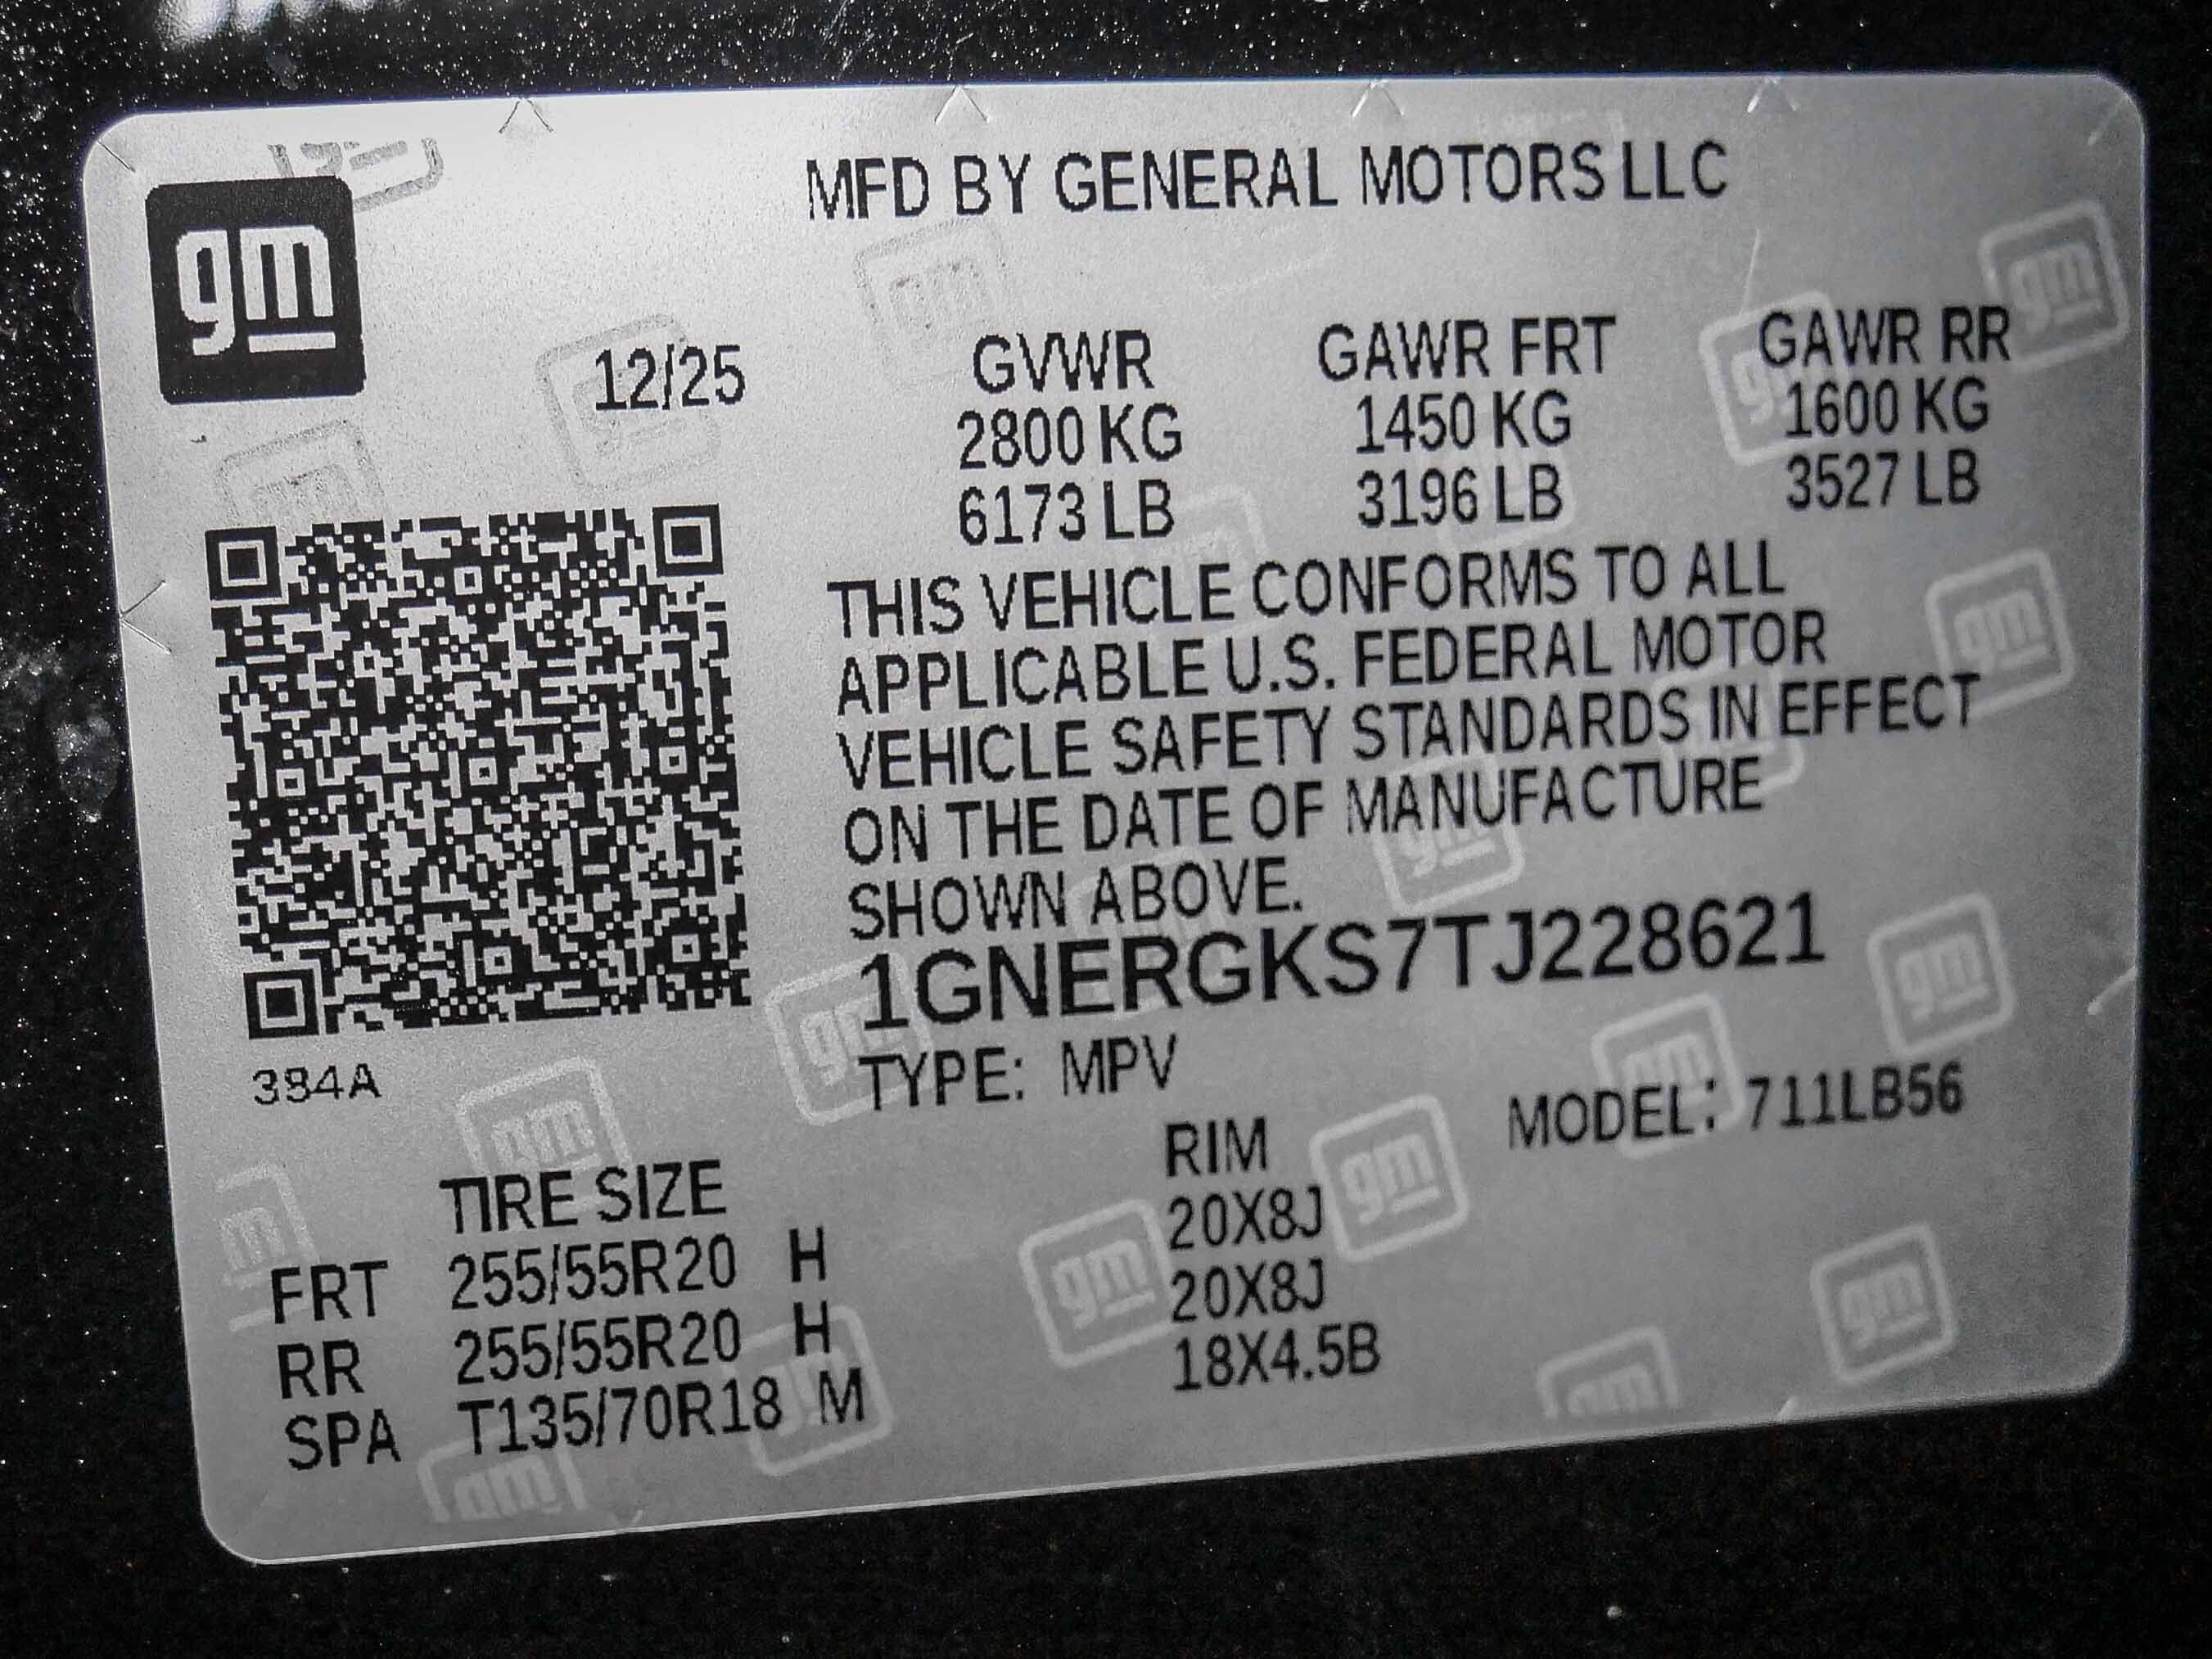 gm
MFD BY GENERAL MOTORS LLC
12/25
GVWR GAWR FRT GAWR RR
2800 KG 1450 KG 1600 KG
6173 LB 3196 LB 3527 LB
THIS VEHICLE CONFORMS TO ALL
APPLICABLE U.S. FEDERAL MOTOR
VEHICLE SAFETY STANDARDS IN EFFECT
ON THE DATE OF MANUFACTURE
SHOWN ABOVE.
1GNERGKS7TJ228621
384A
TYPE: MPV
MODEL: 711LB56
TIRE SIZE RIM
FRT 255/55R20 H 20X8J
RR 255/55R20 H 20X8J
SPA T135/70R18 M 18X4.5B